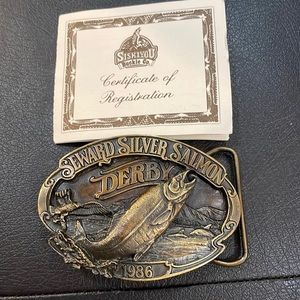 SISKIYOU
Buckle Co.
Certificate of
Registration
SEWARD SILVER SALMON
DERBY
1986